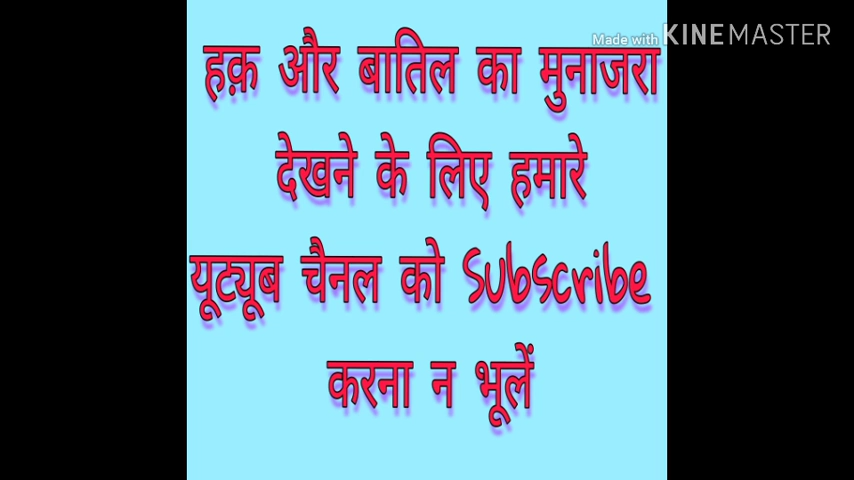 Made with KINEMASTER
हक़ और बातिल का मुनाजरा
देखने के लिए हमारे
यूट्यूब चैनल को Subscribe
करना न भूलें